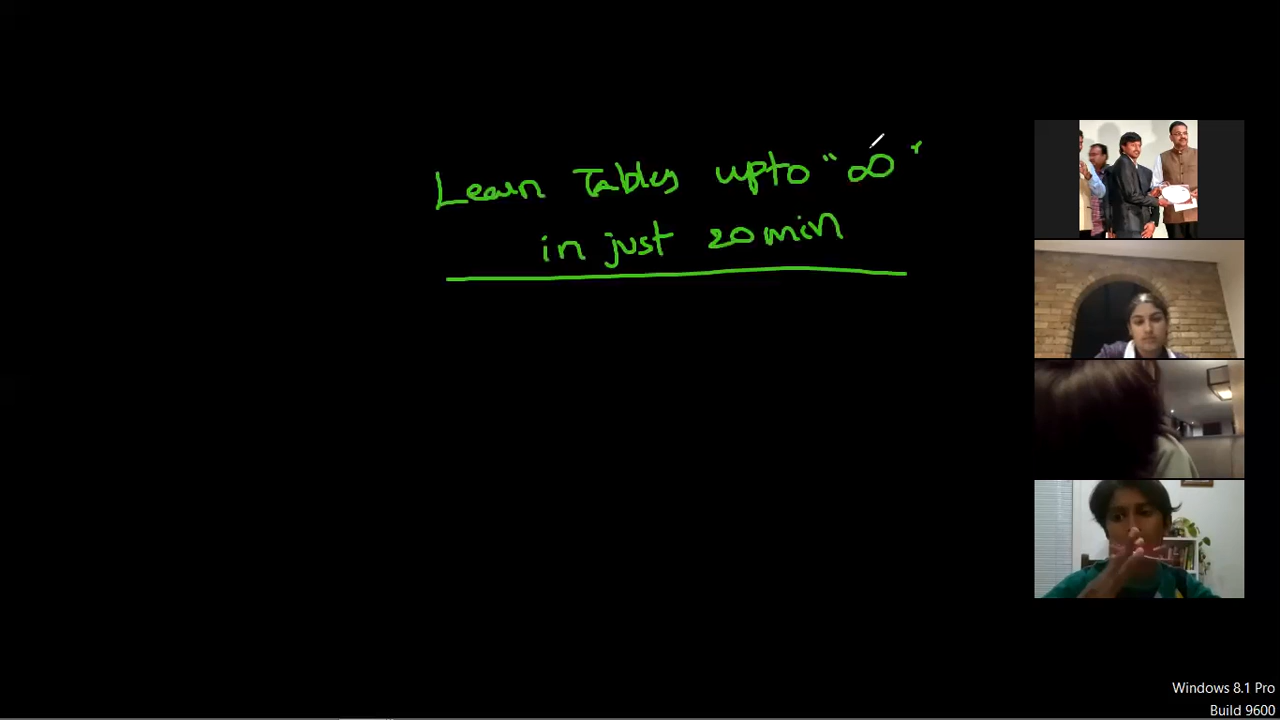 Learn Tables upto "∞"
in just 20 min
Windows 8.1 Pro
Build 9600